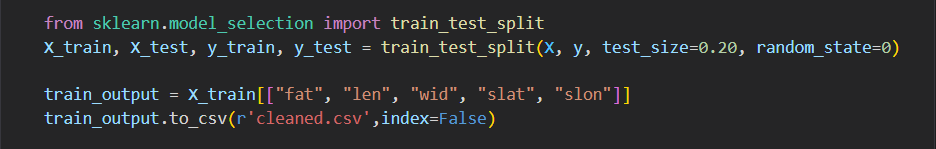 from sklearn.model_selection import train_test_split
X_train, X_test, y_train, y_test = train_test_split(X, y, test_size=0.20, random_state=0)
train_output = X_train[["fat", "len", "wid", "slat", "slon"]]
train_output.to_csv(r'cleaned.csv',index=False)